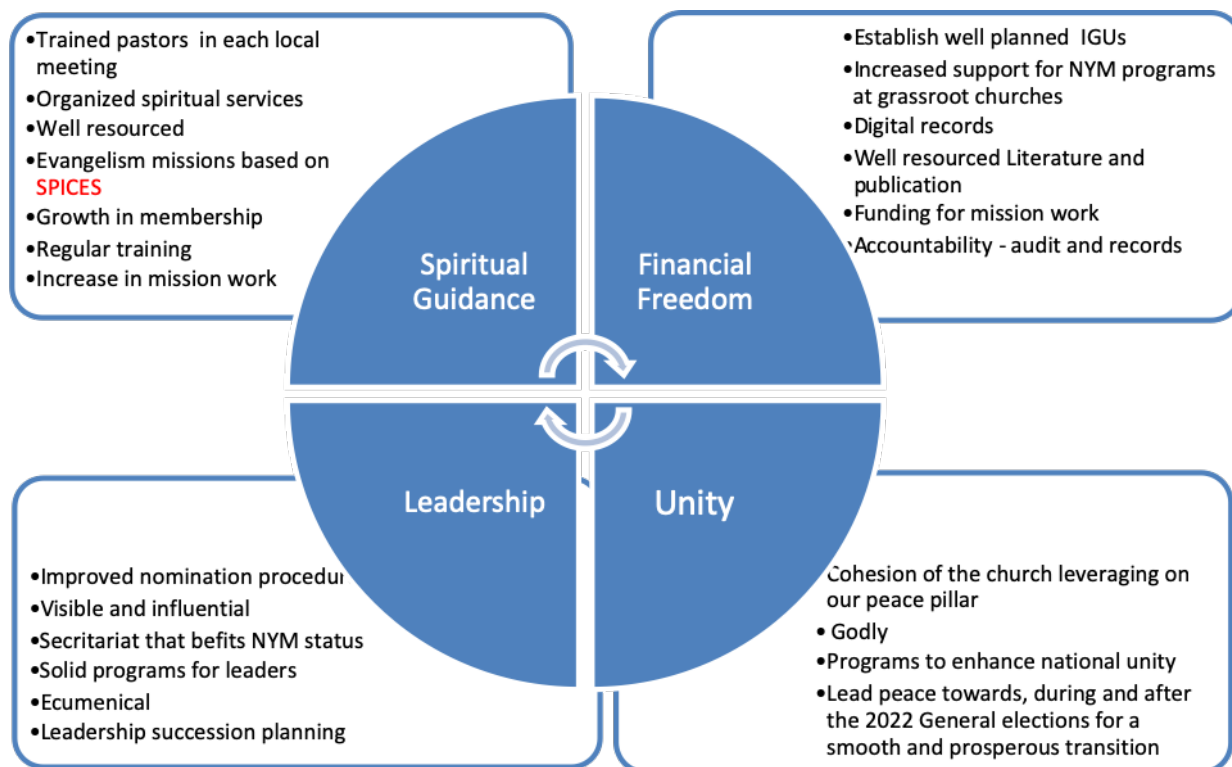 •Trained pastors in each local
meeting
•Organized spiritual services
•Well resourced
•Evangelism missions based on
SPICES
•Growth in membership
•Regular training
•Increase in mission work
•Establish well planned IGUs
•Increased support for NYM programs
at grassroot churches
•Digital records
•Well resourced Literature and
publication
•Funding for mission work
•Accountability - audit and records
Spiritual
Guidance
Financial
Freedom
Leadership
Unity
•Improved nomination
•Visible and influential
•Secritariat that befits NYM status
•Solid programs for leaders
•Ecumenical
•Leadership succession planning
Cohesion of the church leveraging on
our peace pillar
• Godly
•Programs to enhance national unity
•Lead peace towards, during and after
the 2022 General elections for a
smooth and prosperous transition